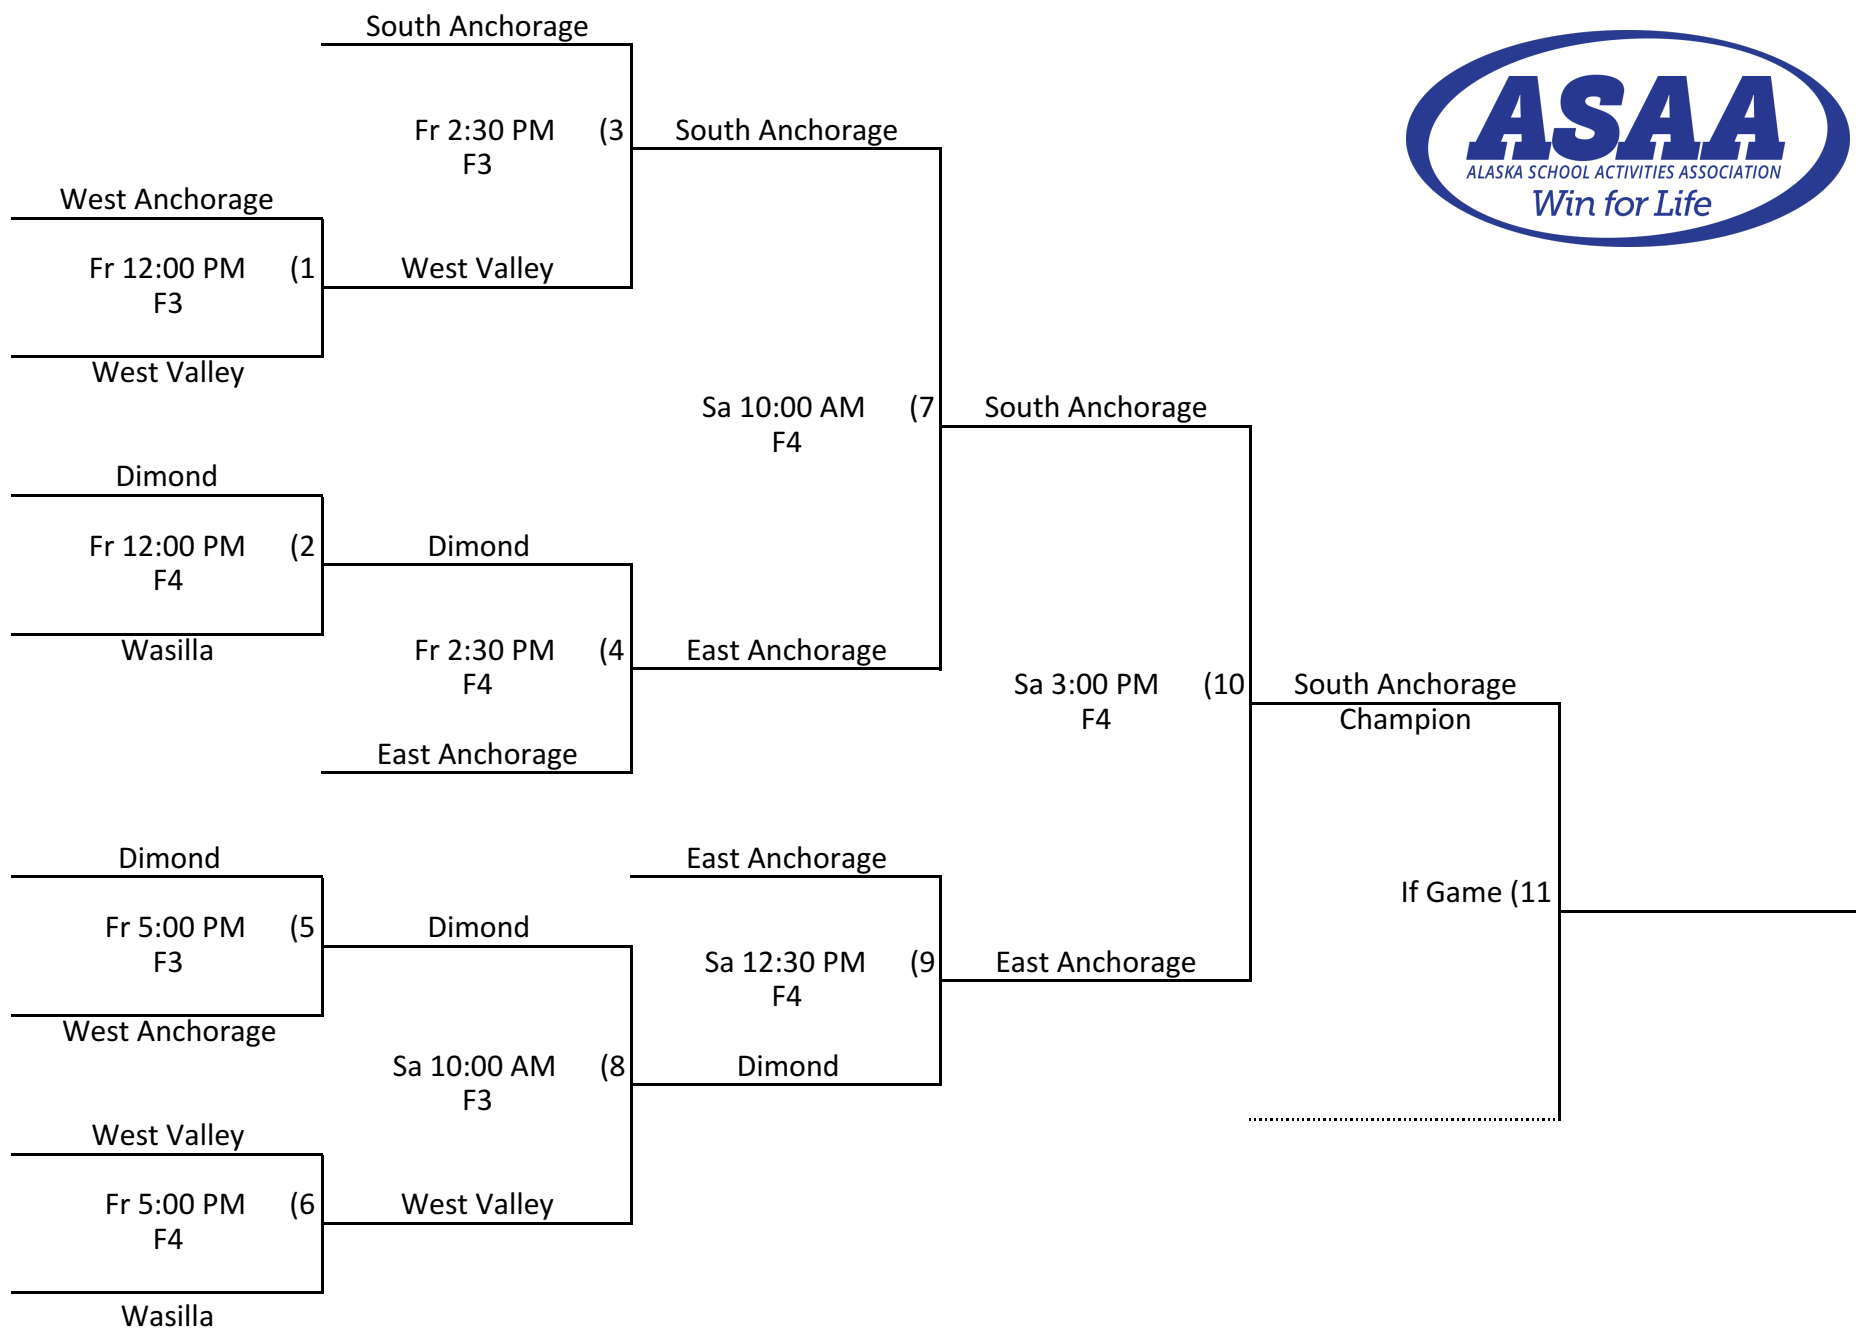 South Anchorage
Fr 2:30 PM (3
F3
South Anchorage
West Anchorage
Fr 12:00 PM (1
F3
West Valley
West Valley
ASAA
ALASKA SCHOOL ACTIVITIES ASSOCIATION
Win for Life
Sa 10:00 AM (7
F4
South Anchorage
Dimond
Fr 12:00 PM (2
F4
Dimond
Wasilla
Fr 2:30 PM (4
F4
East Anchorage
East Anchorage
Sa 3:00 PM (10
F4
South Anchorage
Champion
Dimond
Fr 5:00 PM (5
F3
Dimond
West Anchorage
East Anchorage
Sa 12:30 PM (9
F4
East Anchorage
If Game (11
Sa 10:00 AM (8
F3
Dimond
West Valley
Fr 5:00 PM (6
F4
West Valley
Wasilla